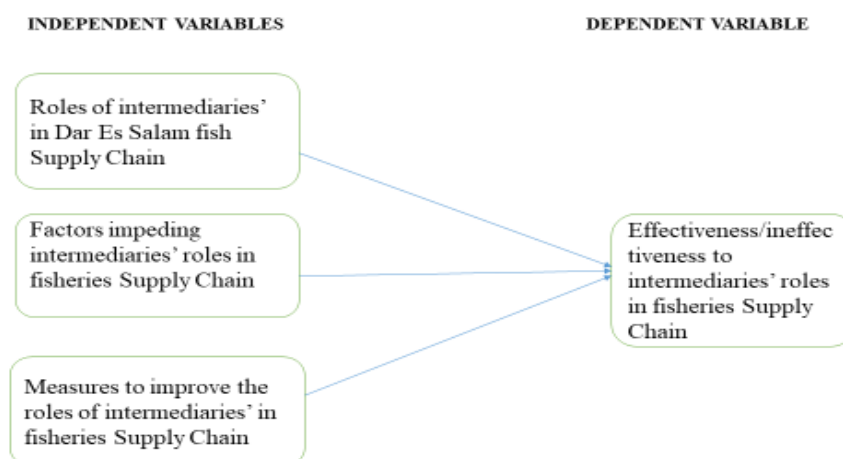 INDEPENDENT VARIABLES
DEPENDENT VARIABLE
Roles of intermediaries’
in Dar Es Salam fish
Supply Chain
Factors impeding
intermediaries’ roles in
fisheries Supply Chain
Measures to improve the
roles of intermediaries’ in
fisheries Supply Chain
Effectiveness/ineffec
tiveness to
intermediaries’ roles
in fisheries Supply
Chain